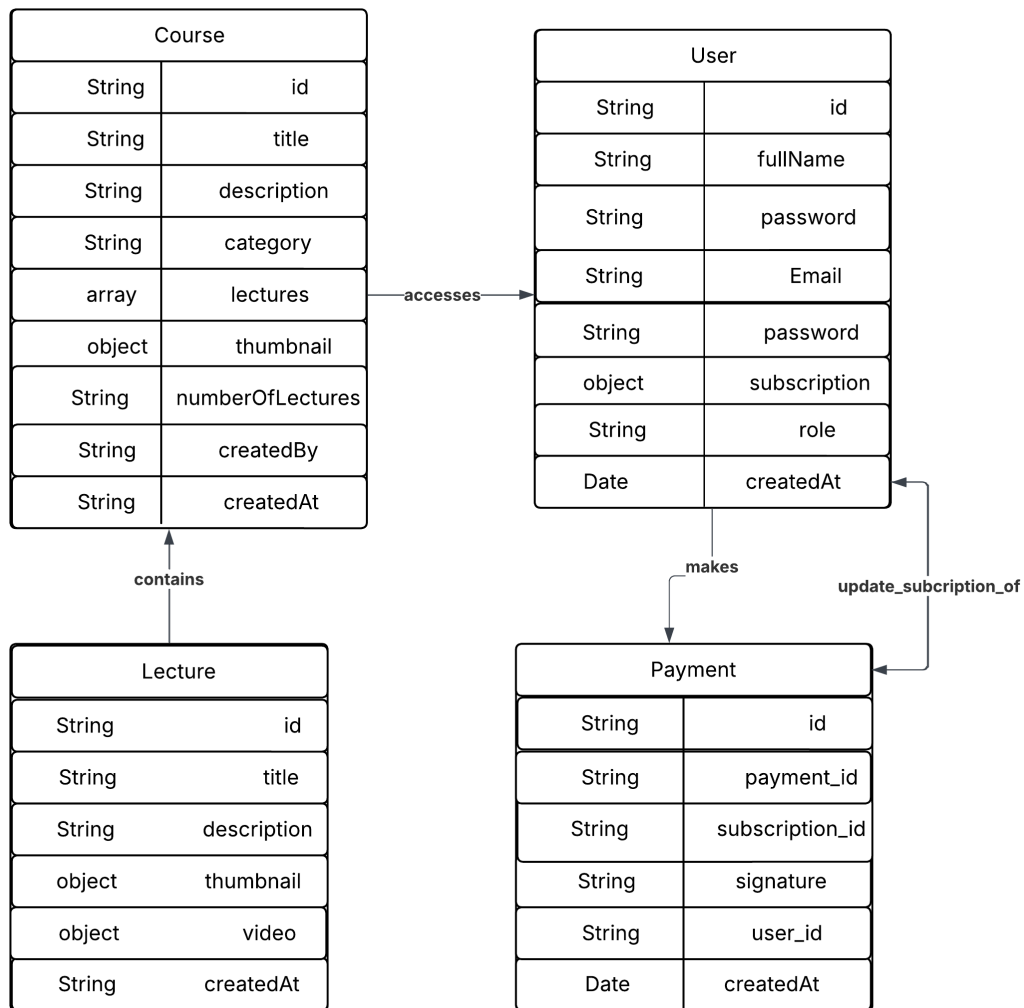 Course
String id
String title
String description
String category
array lectures
object thumbnail
String numberOfLectures
String createdBy
String createdAt
accesses
User
String id
String fullName
String password
String Email
String password
object subscription
String role
Date createdAt
contains
makes
update_subcription_of
Lecture
String id
String title
String description
object thumbnail
object video
String createdAt
Payment
String id
String payment_id
String subscription_id
String signature
String user_id
Date createdAt